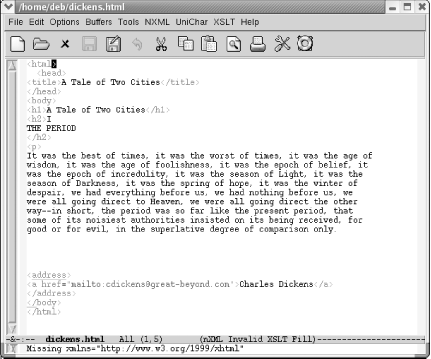 /home/deb/dickens.html
File Edit Options Buffers Tools NXML UniChar XSLT Help
<html>
<head>
<title>A Tale of Two Cities</title>
</head>
<body>
<h1>A Tale of Two Cities</h1>
<h2>I
THE PERIOD
</h2>
<p>
It was the best of times, it was the worst of times, it was the age of
wisdom, it was the age of foolishness, it was the epoch of belief, it
was the epoch of incredulity, it was the season of Light, it was the
season of Darkness, it was the spring of hope, it was the winter of
despair, we had everything before us, we had nothing before us, we
were all going direct to Heaven, we were all going direct the other
way--in short, the period was so far like the present period, that
some of its noisiest authorities insisted on its being received, for
good or for evil, in the superlative degree of comparison only.
<address>
<a href="mailto:cdickens@great-beyond.com">Charles Dickens</a>
</address>
</body>
</html>
-&:-- dickens.html All (1,5) (nXML Invalid XSLT Fill)
Missing xmlns="http://www.w3.org/1999/xhtml"